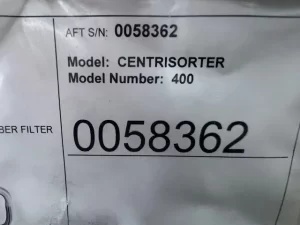 AFT S/N: 0058362
Model: CENTRISORTER
Model Number: 400
BER FILTER
0058362